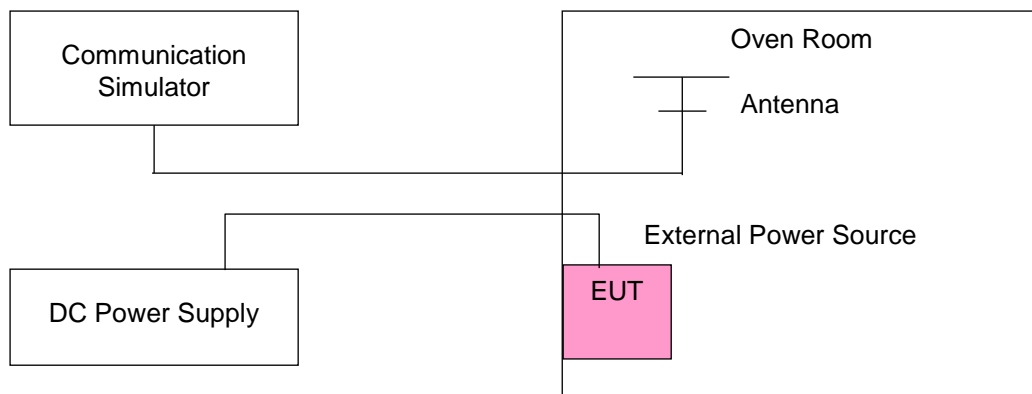 Communication
Simulator
Oven Room
Antenna
External Power Source
DC Power Supply
EUT